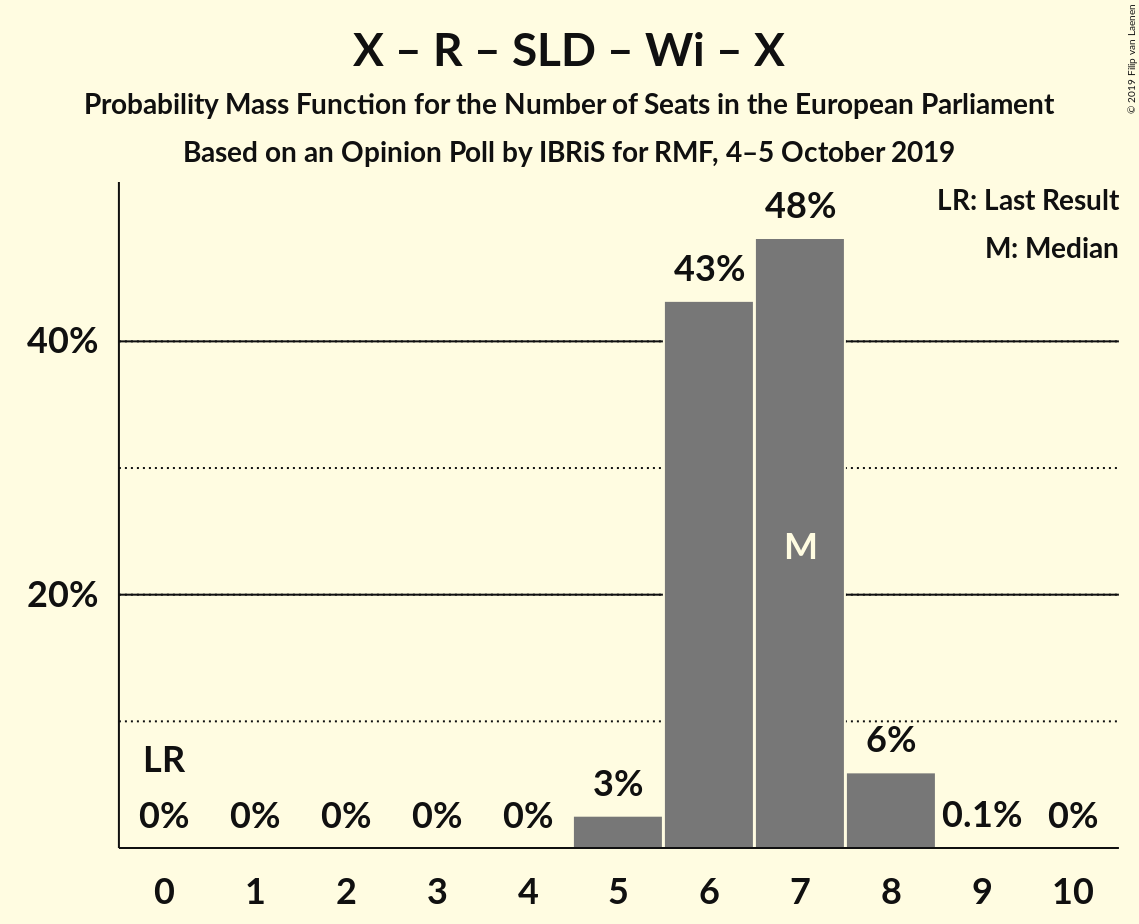 X – R – SLD – Wi – X
Probability Mass Function for the Number of Seats in the European Parliament
Based on an Opinion Poll by IBRiS for RMF, 4–5 October 2019
© 2019 Filip van Laenen
LR: Last Result
M: Median
48%
43%
40%
M
20%
6%
LR
3%
0% 0% 0% 0% 0% 0.1% 0%
0 1 2 3 4 5 6 7 8 9 10